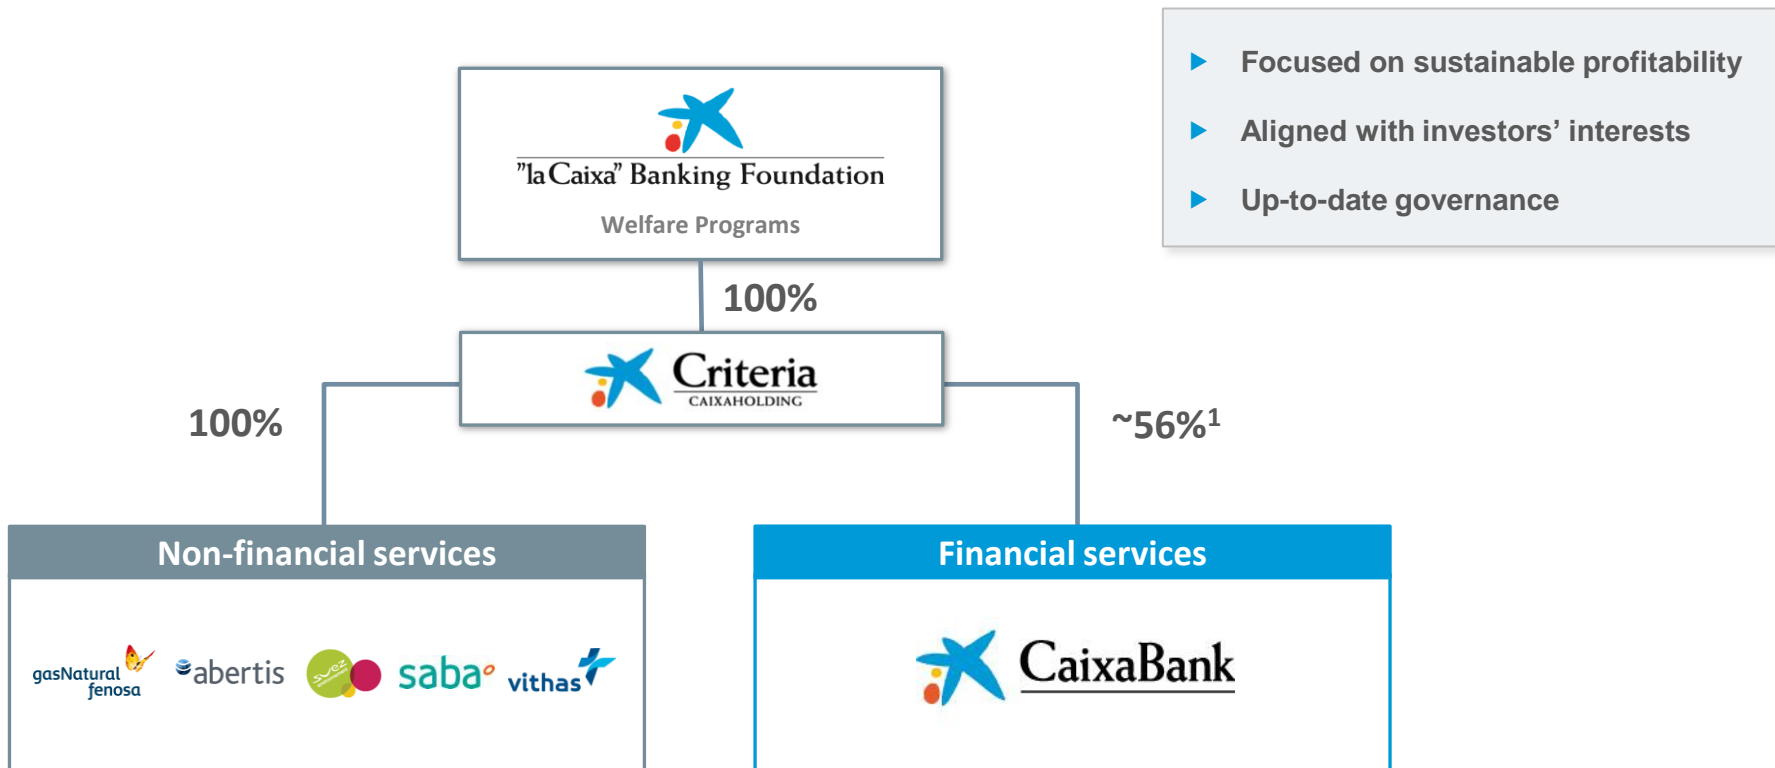 "la Caixa" Banking Foundation
Welfare Programs
Focused on sustainable profitability
Aligned with investors’ interests
Up-to-date governance
100%
Criteria
CAIXAHOLDING
100%
~56%1
Non-financial services
gasNatural
fenosa
abertis
suez
saba
vithas
Financial services
CaixaBank